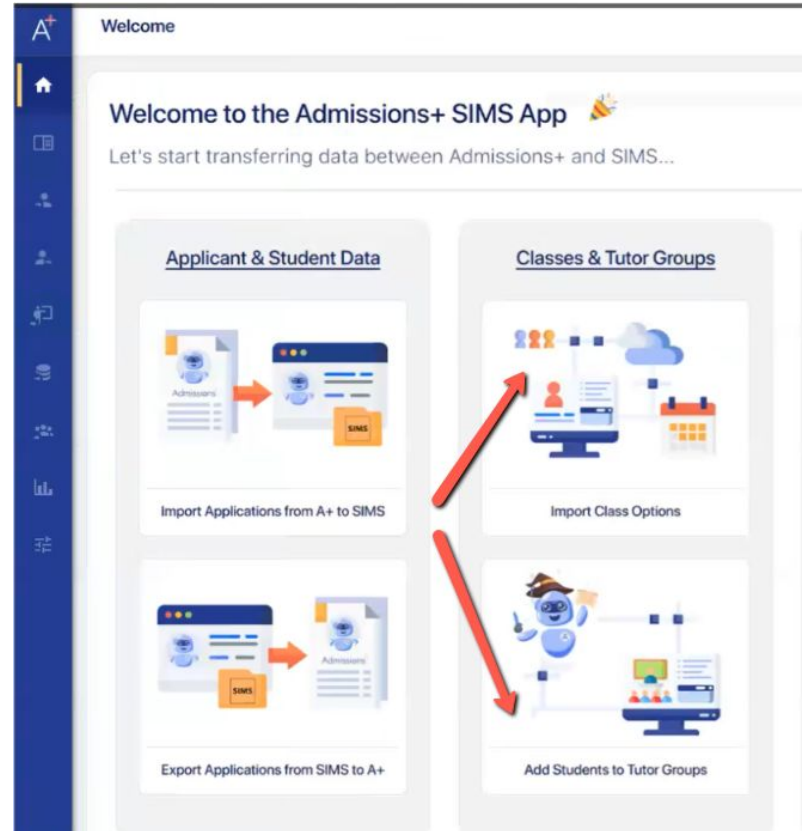 A+
Welcome
Welcome to the Admissions+ SIMS App
Let's start transferring data between Admissions+ and SIMS...
Applicant & Student Data
Classes & Tutor Groups
Admissions
SIMS
Import Applications from A+ to SIMS
Import Class Options
Admissions
SIMS
Export Applications from SIMS to A+
Add Students to Tutor Groups